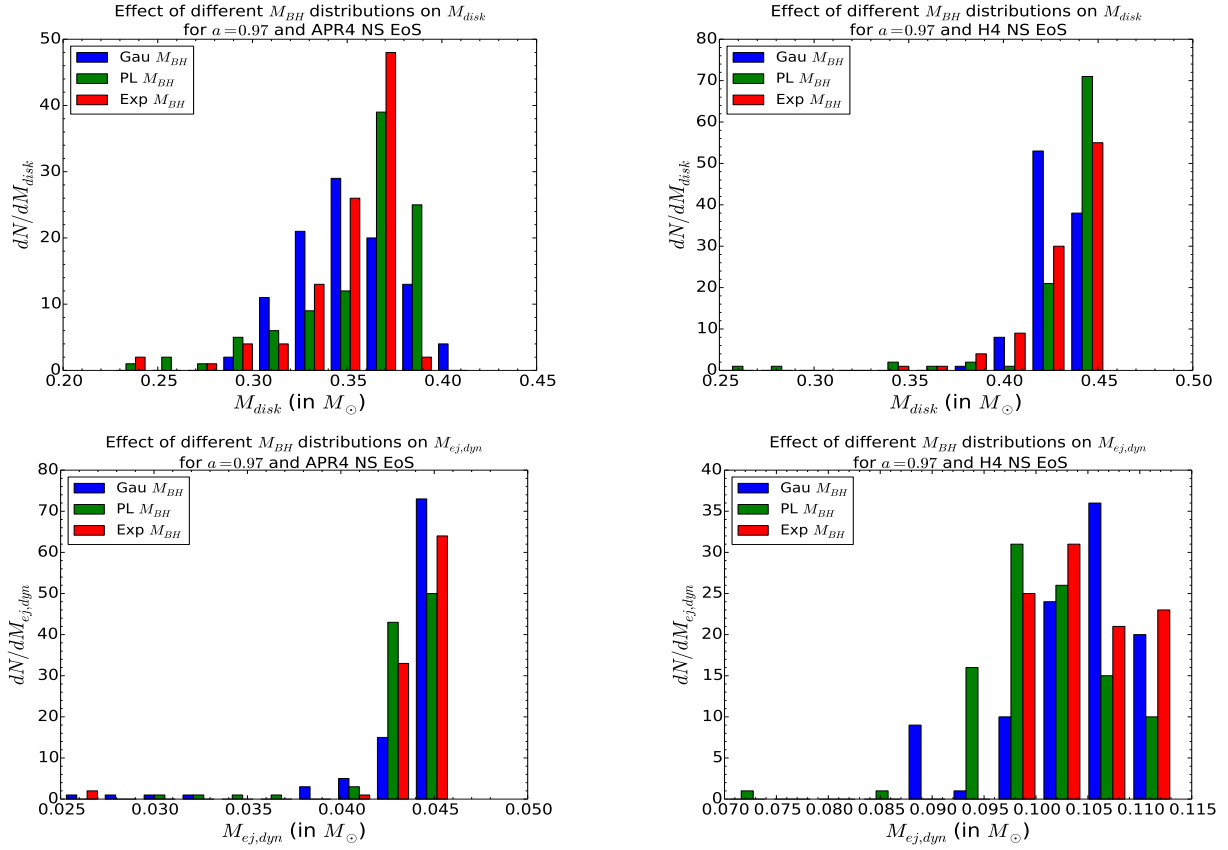 Effect of different M_BH distributions on M_disk
for a = 0.97 and APR4 NS EoS
50
40
30
20
10
0
dN/dM_disk
Gau M_BH
PL M_BH
Exp M_BH
0.20 0.25 0.30 0.35 0.40 0.45
M_disk (in M_⊙)
Effect of different M_BH distributions on M_disk
for a = 0.97 and H4 NS EoS
80
70
60
50
40
30
20
10
0
dN/dM_disk
Gau M_BH
PL M_BH
Exp M_BH
0.25 0.30 0.35 0.40 0.45 0.50
M_disk (in M_⊙)
Effect of different M_BH distributions on M_ej,dyn
for a = 0.97 and APR4 NS EoS
80
70
60
50
40
30
20
10
0
dN/dM_ej,dyn
Gau M_BH
PL M_BH
Exp M_BH
0.025 0.030 0.035 0.040 0.045 0.050
M_ej,dyn (in M_⊙)
Effect of different M_BH distributions on M_ej,dyn
for a = 0.97 and H4 NS EoS
40
35
30
25
20
15
10
5
0
dN/dM_ej,dyn
Gau M_BH
PL M_BH
Exp M_BH
0.070 0.075 0.080 0.085 0.090 0.095 0.100 0.105 0.110 0.115
M_ej,dyn (in M_⊙)